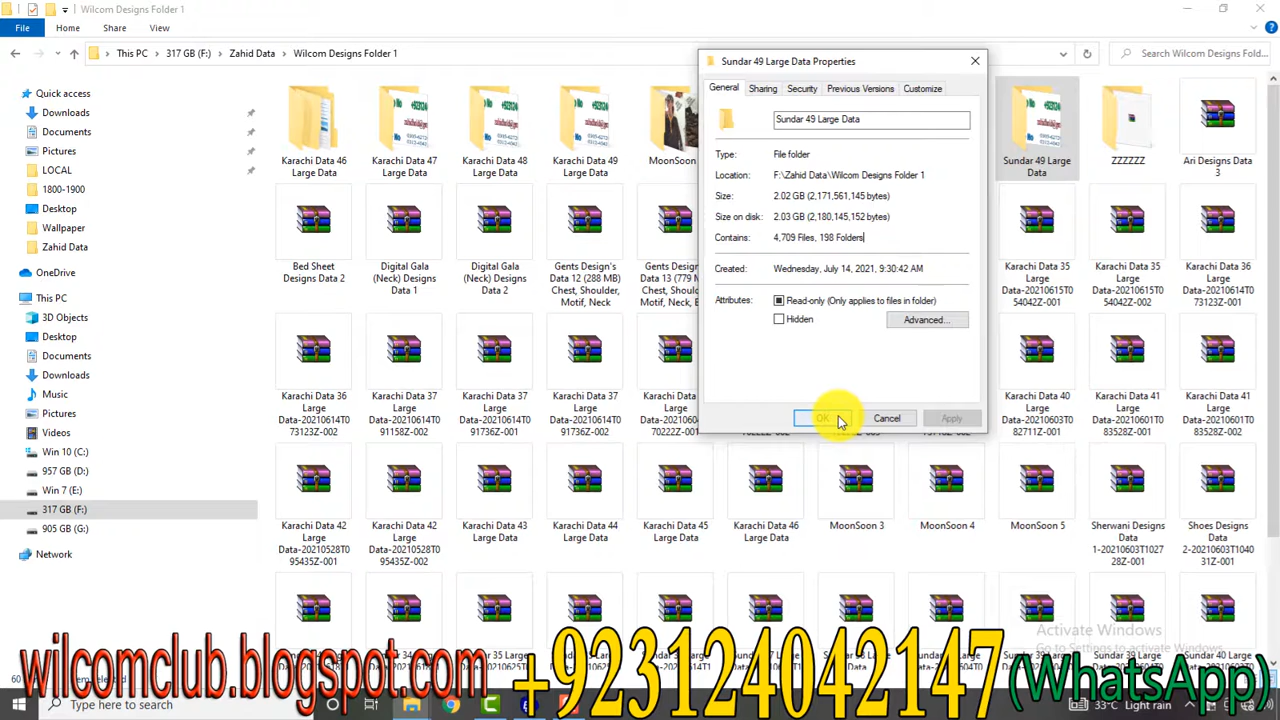 Wilcom Designs Folder 1
File
Home
Share
View
This PC
317 GB (F:)
Zahid Data
Wilcom Designs Folder 1
Search Wilcom Designs Fold...
Quick access
Downloads
Documents
Pictures
LOCAL
1800-1900
Desktop
Wallpaper
Zahid Data
OneDrive
This PC
3D Objects
Desktop
Documents
Downloads
Music
Pictures
Videos
Win 10 (C:)
957 GB (D:)
Win 7 (E:)
317 GB (F:)
905 GB (G:)
Network
Sundar 49 Large Data Properties
General
Sharing
Security
Previous Versions
Customize
Sundar 49 Large Data
Type:
File folder
Location:
F:\Zahid Data\Wilcom Designs Folder 1
Size:
2.02 GB (2,171,561,145 bytes)
Size on disk:
2.03 GB (2,180,145,152 bytes)
Contains:
4,709 Files, 198 Folders
Created:
Wednesday, July 14, 2021, 9:30:42 AM
Attributes:
Read-only (Only applies to files in folder)
Hidden
Advanced...
OK
Cancel
Apply
Karachi Data 46
Large Data
Karachi Data 47
Large Data
Karachi Data 48
Large Data
Karachi Data 49
Large Data
MoonSoon
Sundar 49 Large
Data
ZZZZZZ
Ari Designs Data
3
Bed Sheet
Designs Data 2
Digital Gala
(Neck) Designs
Data 1
Digital Gala
(Neck) Designs
Data 2
Gents Design's
Data 12 (288 MB)
Chest, Shoulder,
Motif, Neck
Gents Design's
Data 13 (779 M
Chest, Should
Motif, Neck
Karachi Data 35
Large
Data-20210615T0
54042Z-001
Karachi Data 35
Large
Data-20210615T0
54042Z-002
Karachi Data 36
Large
Data-20210614T0
73123Z-001
Karachi Data 36
Large
Data-20210614T0
73123Z-002
Karachi Data 37
Large
Data-20210614T0
91158Z-002
Karachi Data 37
Large
Data-20210614T0
91736Z-001
Karachi Data 37
Large
Data-20210614T0
91736Z-002
Karachi Data 40
Large
Data-20210603T0
82711Z-001
Karachi Data 41
Large
Data-20210601T0
83528Z-001
Karachi Data 41
Large
Data-20210601T0
83528Z-002
Karachi Data 42
Large
Data-20210528T0
95435Z-001
Karachi Data 42
Large
Data-20210528T0
95435Z-002
Karachi Data 43
Large Data
Karachi Data 44
Large Data
Karachi Data 45
Large Data
Karachi Data 46
Large Data
MoonSoon 3
MoonSoon 4
MoonSoon 5
Sherwani Designs
Data
1-20210603T1027
28Z-001
Shoes Designs
Data
2-20210603T1040
31Z-001
Activate Windows
Go to Settings to activate Windows.
wilcomclub.blogspot.com +923124042147(WhatsApp)
Type here to search
33°C Light rain